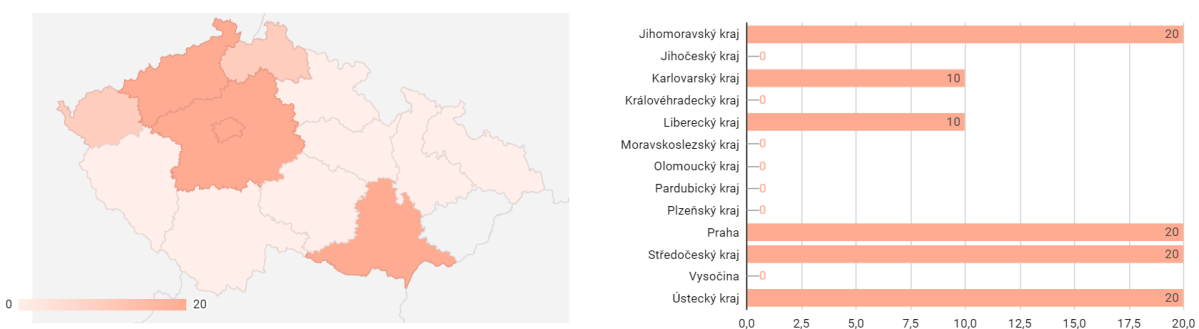 0
20
Jihomoravský kraj
20
Jihočeský kraj
0
Karlovarský kraj
10
Královéhradecký kraj
0
Liberecký kraj
10
Moravskoslezský kraj
0
Olomoucký kraj
0
Pardubický kraj
0
Plzeňský kraj
0
Praha
20
Středočeský kraj
20
Vysočina
0
Ústecký kraj
20
0,0
2,5
5,0
7,5
10,0
12,5
15,0
17,5
20,0